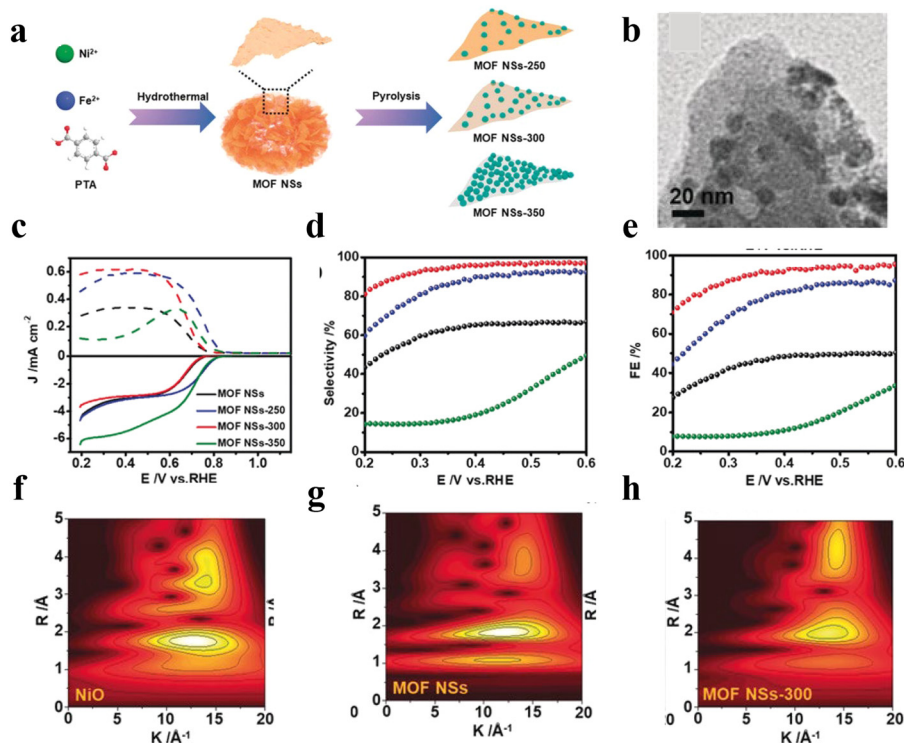 a
Ni²⁺
Fe²⁺
PTA
Hydrothermal
MOF NSs
Pyrolysis
MOF NSs-250
MOF NSs-300
MOF NSs-350
b
20 nm
c
J /mA cm⁻²
0.6
0.4
0.2
0
-2
-4
-6
MOF NSs
MOF NSs-250
MOF NSs-300
MOF NSs-350
0.2 0.4 0.6 0.8 1.0
E /V vs.RHE
d
Selectivity /%
100
80
60
40
20
0
0.2 0.3 0.4 0.5 0.6
E /V vs.RHE
e
FE /%
100
80
60
40
20
0
0.2 0.3 0.4 0.5 0.6
E /V vs.RHE
f
R /Å
5
4
3
2
1
0
NiO
0 5 10 15 20
K /Å⁻¹
g
R /Å
5
4
3
2
1
0
MOF NSs
0 5 10 15 20
K /Å⁻¹
h
R /Å
5
4
3
2
1
0
MOF NSs-300
0 5 10 15 20
K /Å⁻¹